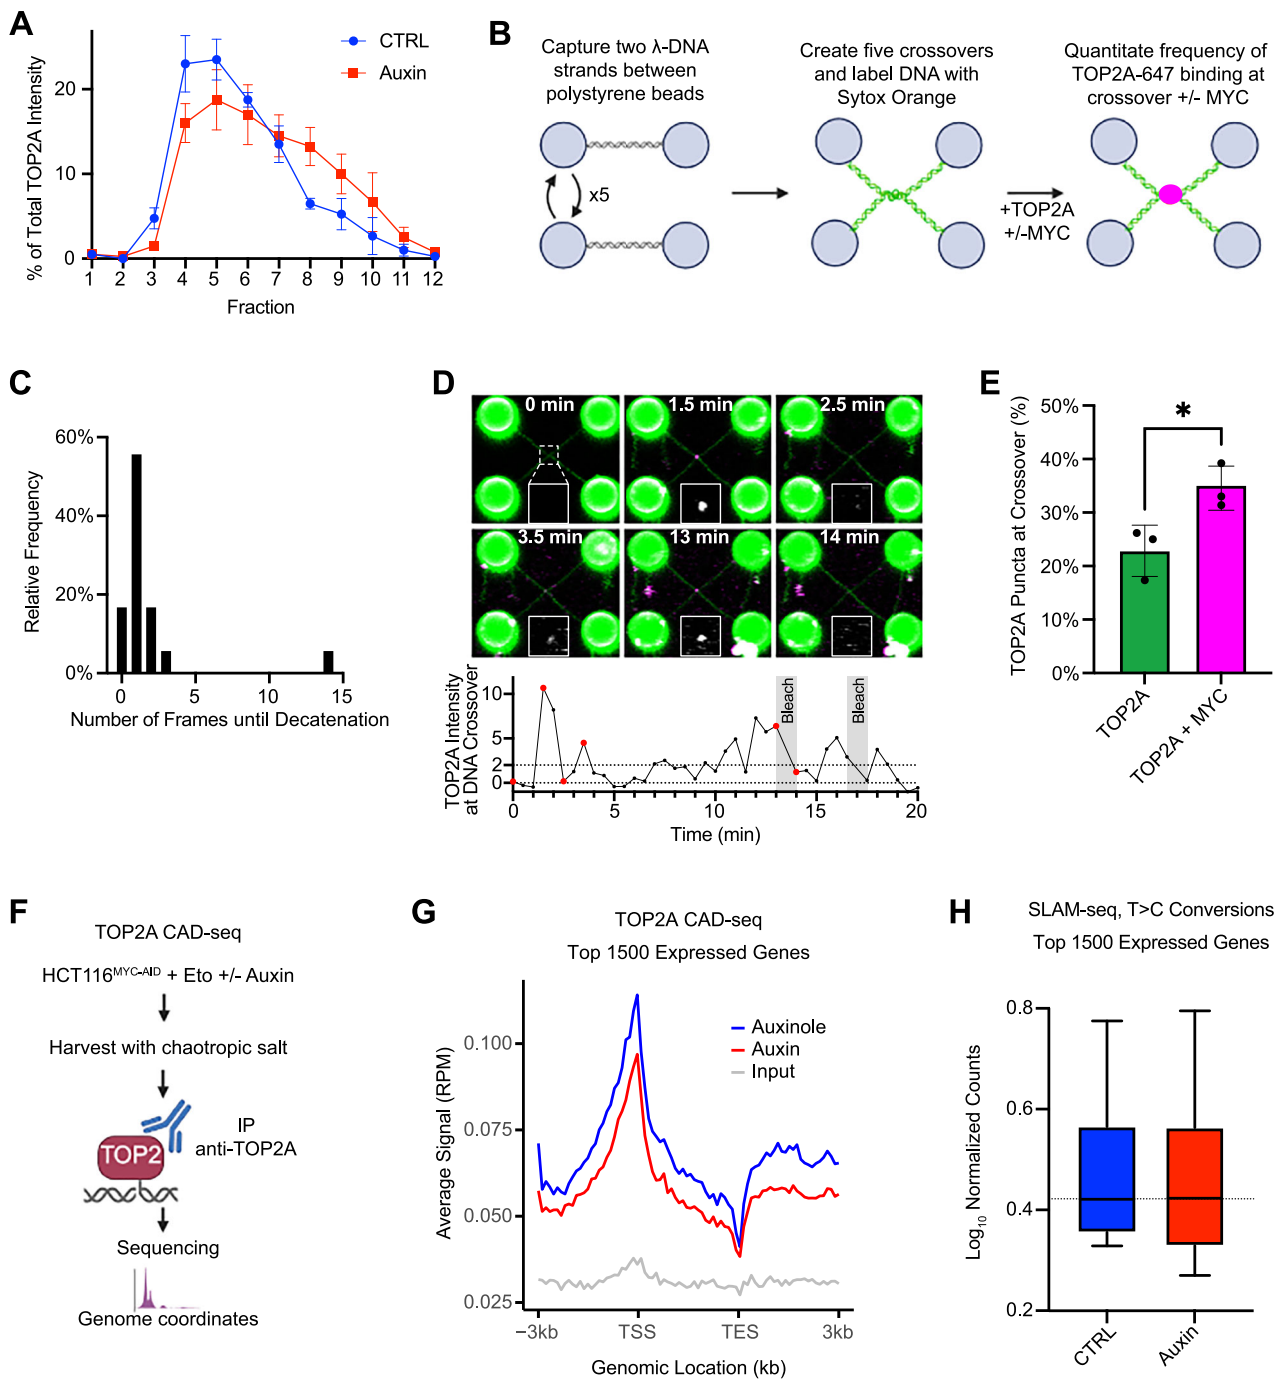 A
CTRL
Auxin
% of Total TOP2A Intensity
20
10
0
1 2 3 4 5 6 7 8 9 10 11 12
Fraction
B
Capture two λ-DNA
strands between
polystyrene beads
x5
Create five crossovers
and label DNA with
Sytox Orange
+TOP2A
+/-MYC
Quantitate frequency of
TOP2A-647 binding at
crossover +/- MYC
C
Relative Frequency
60%
40%
20%
0%
0 5 10 15
Number of Frames until Decatenation
D
0 min
1.5 min
2.5 min
3.5 min
13 min
14 min
TOP2A Intensity
at DNA Crossover
10
5
2
0
Bleach
Bleach
0 5 10 15 20
Time (min)
E
TOP2A Puncta at Crossover (%)
50%
40%
30%
20%
10%
0%
*
TOP2A
TOP2A + MYC
F
TOP2A CAD-seq
HCT116MYC-AID + Eto +/- Auxin
Harvest with chaotropic salt
IP
anti-TOP2A
TOP2
Sequencing
Genome coordinates
G
TOP2A CAD-seq
Top 1500 Expressed Genes
Auxinole
Auxin
Input
Average Signal (RPM)
0.100
0.075
0.050
0.025
−3kb TSS TES 3kb
Genomic Location (kb)
H
SLAM-seq, T>C Conversions
Top 1500 Expressed Genes
Log10 Normalized Counts
0.8
0.6
0.4
0.2
CTRL
Auxin